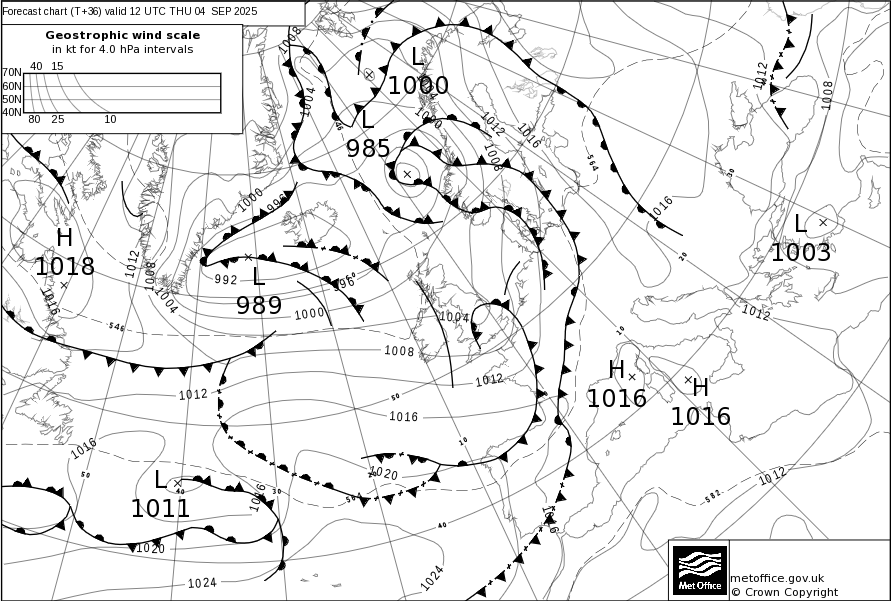 Forecast chart (T+36) valid 12 UTC THU 04 SEP 2025
Geostrophic wind scale
in kt for 4.0 hPa intervals
40 15
70N
60N
50N
40N
80 25 10
L
1000
L
985
H
1018
L
989
L
1003
H
1016
H
1016
L
1011
1008
1004
1000
1012
1016
1008
1012
1008
564
1016
1000
996
1012
1008
1004
992
996
1000
1004
1008
1012
1012
1016
1020
1016
1016
546
1012
1016
1020
1024
1024
1016
564
582
1012
50
50
40
30
40
10
10
20
30
metoffice.gov.uk
© Crown Copyright
Met Office